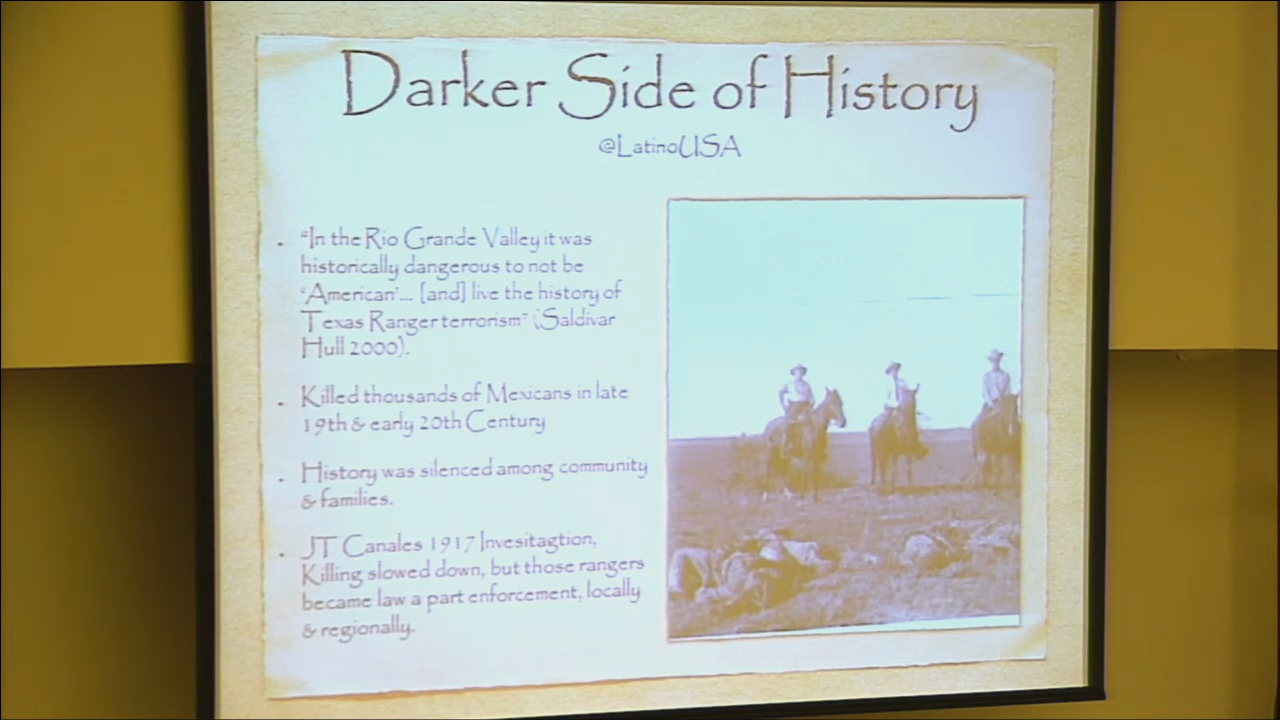 Darker Side of History
@LatinoUSA
"In the Rio Grande Valley it was
historically dangerous to not be
'American'... [and] live the history of
Texas Ranger terrorism" (Saldivar
Hull 2000).
Killed thousands of Mexicans in late
19th & early 20th Century
History was silenced among community
& families.
JT Canales 1917 Invesitagtion,
Killing slowed down, but those rangers
became law a part enforcement, locally
& regionally.